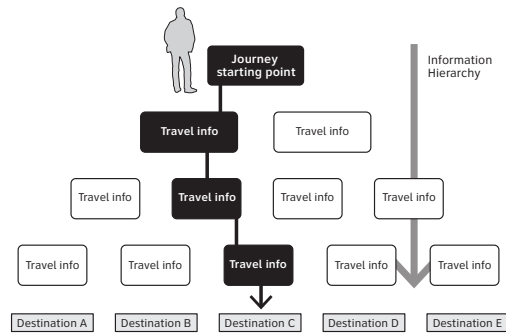 Journey
starting point
Information
Hierarchy
Travel info
Travel info
Travel info
Travel info
Travel info
Travel info
Travel info
Travel info
Travel info
Travel info
Travel info
Destination A
Destination B
Destination C
Destination D
Destination E